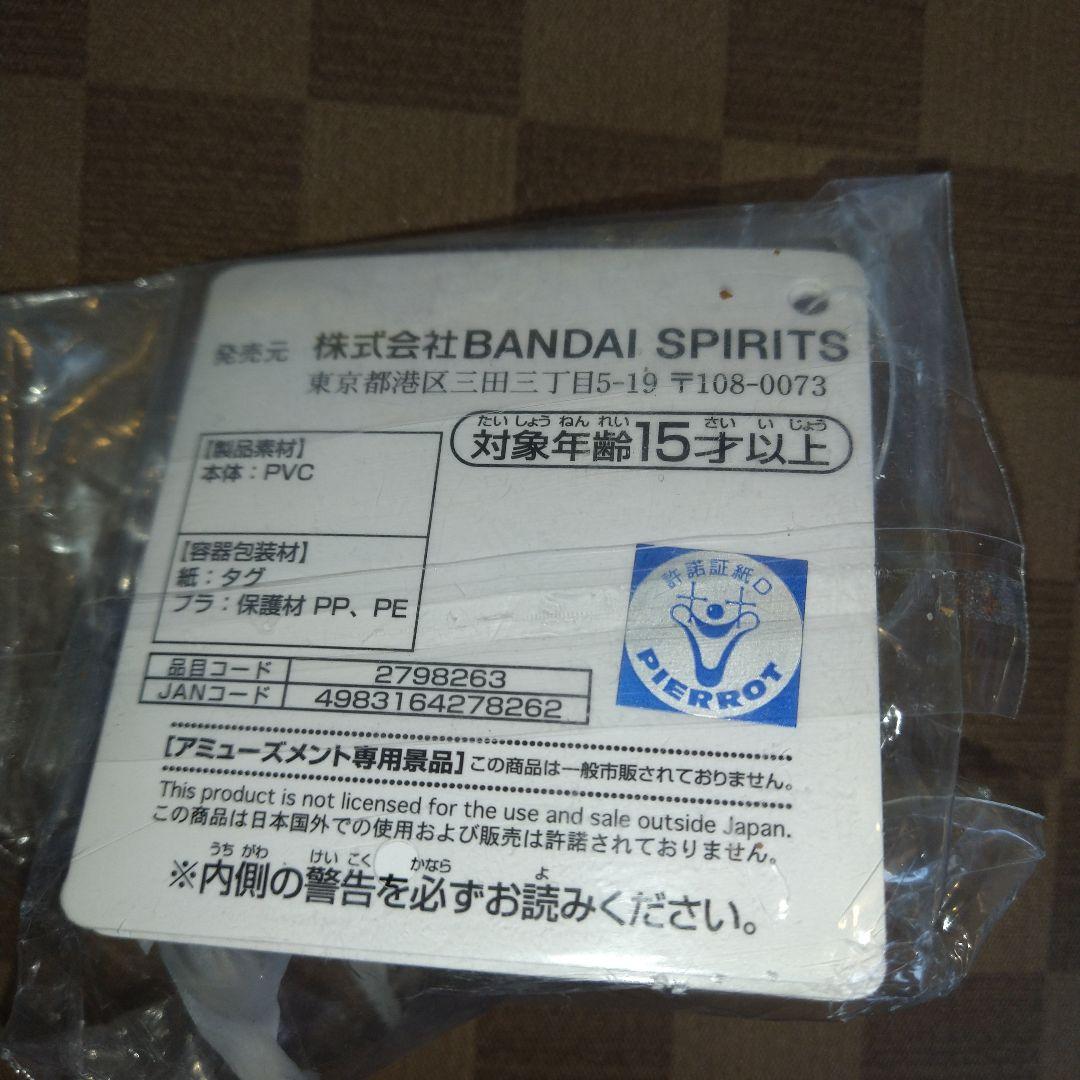 発売元 株式会社BANDAI SPIRITS
東京都港区三田三丁目5-19 〒108-0073
たい しょう ねん れい さい い じょう
対象年齢15才以上
【製品素材】
本体：PVC
【容器包装材】
紙：タグ
プラ：保護材 PP、PE
許諾証紙D
PIERROT
品目コード 2798263
JANコード 4983164278262
【アミューズメント専用景品】この商品は一般市販されておりません。
This product is not licensed for the use and sale outside Japan.
この商品は日本国外での使用および販売は許諾されておりません。
うち がわ けい こく かなら よ
※内側の警告を必ずお読みください。